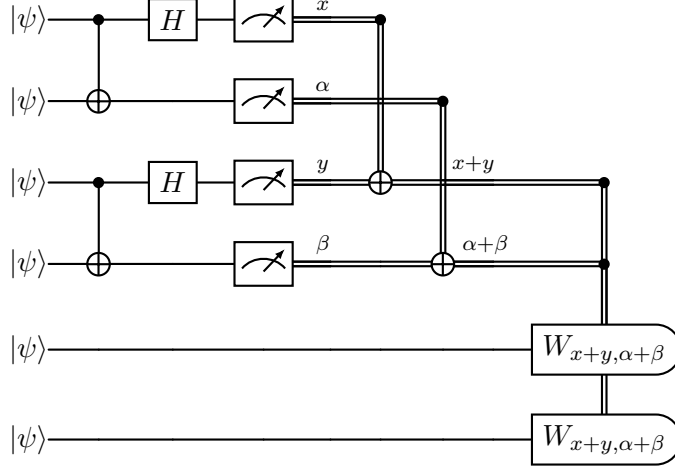 |ψ⟩ H x
|ψ⟩ α
|ψ⟩ H y x+y
|ψ⟩ β α+β
|ψ⟩ W_{x+y,α+β}
|ψ⟩ W_{x+y,α+β}